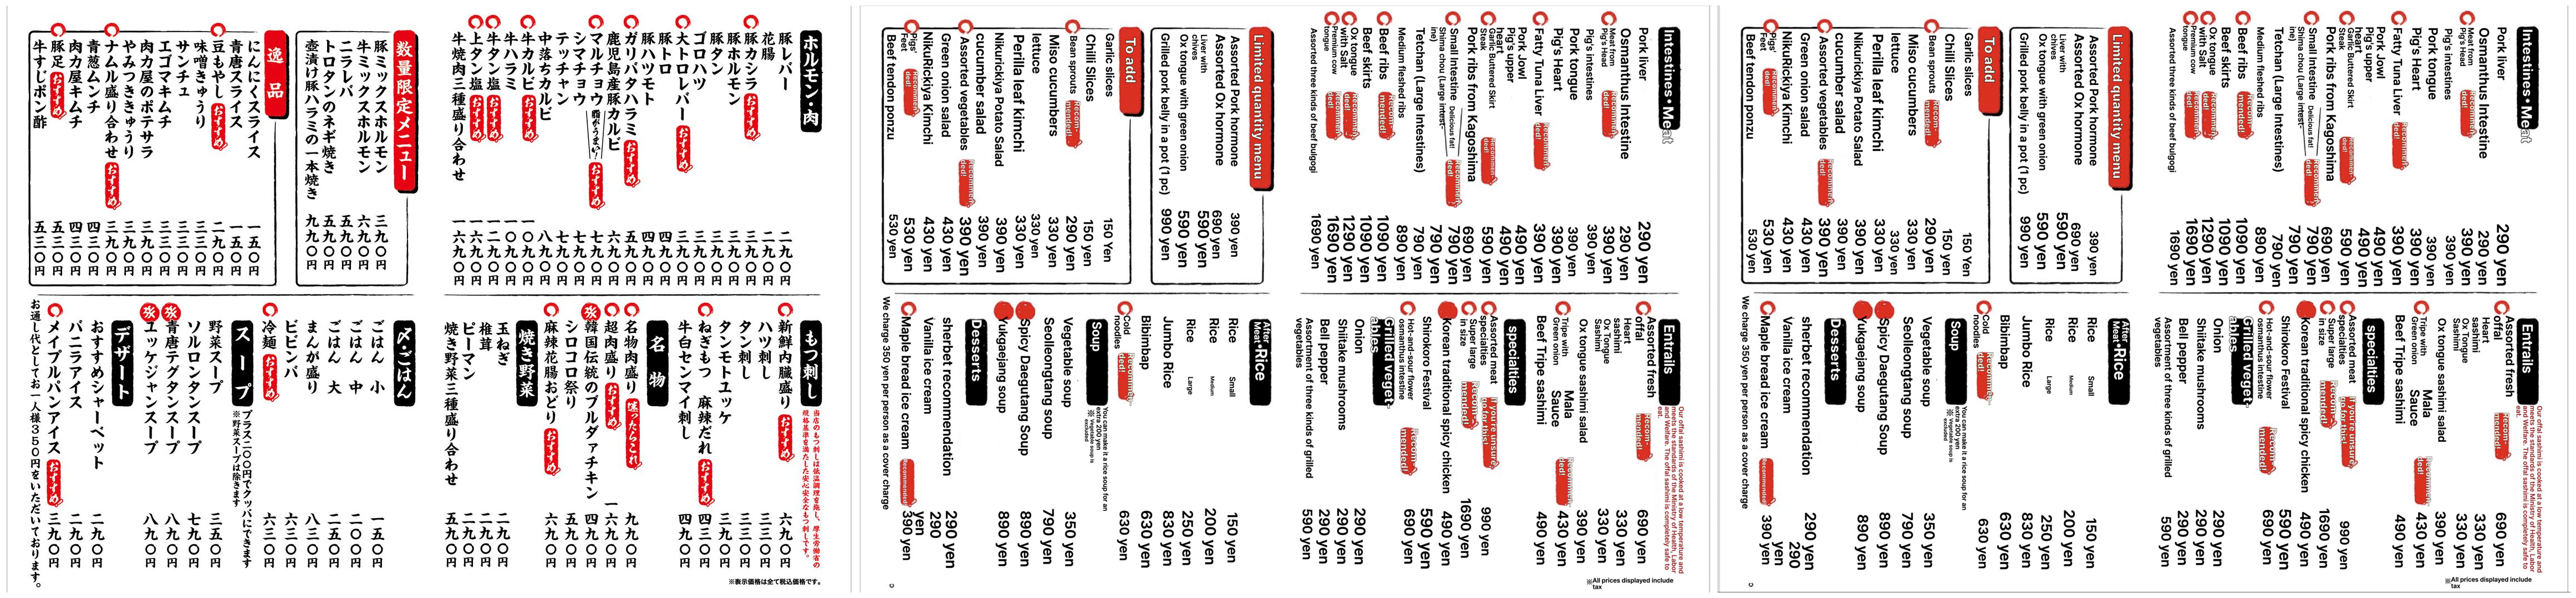 ホルモン・肉
豚レバー 二九〇円
花腸 二九〇円
豚カシラ おすすめ 三九〇円
豚ホルモン 三九〇円
豚タン 三九〇円
ゴロハツ 三九〇円
大トロレバー おすすめ 三九〇円
豚トロ 四九〇円
豚ハツモト 四九〇円
ガリバタハラミ おすすめ 五九〇円
鹿児島産豚カルビ 六九〇円
マルチョウ 脂がうまい! おすすめ 七九〇円
シマチョウ 七九〇円
テッチャン 七九〇円
中落ちカルビ 八九〇円
牛カルビ おすすめ 一〇九〇円
牛ハラミ 一〇九〇円
牛タン塩 おすすめ 一二九〇円
上タン塩 おすすめ 一六九〇円
牛焼肉三種盛り合わせ 一六九〇円
数量限定メニュー
豚ミックスホルモン 三九〇円
牛ミックスホルモン 六九〇円
ニラレバ 五九〇円
トロタンのネギ焼き 五九〇円
壺漬け豚ハラミの一本焼き 九九〇円
逸品
にんにくスライス 一五〇円
青唐スライス 一五〇円
豆もやし おすすめ 二九〇円
味噌きゅうり 三三〇円
サンチュ 三三〇円
エゴマキムチ 三三〇円
肉カ屋のポテサラ 三九〇円
やみつききゅうり 三九〇円
ナムル盛り合わせ おすすめ 三九〇円
青葱ムンチ 四三〇円
肉カ屋キムチ 四三〇円
豚足 おすすめ 五三〇円
牛すじポン酢 五三〇円
もつ刺し
当店のもつ刺しは低温調理を施し、厚生労働省の
規格基準を満たした安心安全なもつ刺しです。
新鮮内臓盛り おすすめ 六九〇円
ハツ刺し 三三〇円
タン刺し 三三〇円
タンモトユッケ 三九〇円
ねぎもつ 麻辣だれ おすすめ 四三〇円
牛白センマイ刺し 四九〇円
名物
名物肉盛り 迷ったらこれ 九九〇円
超肉盛り おすすめ 一六九〇円
韓国伝統のプルダァチキン 四九〇円
シロコロ祭り 五九〇円
麻辣花腸おどり おすすめ 六九〇円
焼き野菜
玉ねぎ 二九〇円
椎茸 二九〇円
ピーマン 二九〇円
焼き野菜三種盛り合わせ 五九〇円
※表示価格は全て税込価格です。
〆・ごはん
ごはん 小 一五〇円
ごはん 中 二〇〇円
ごはん 大 二五〇円
まんが盛り 八三〇円
ビビンバ 六三〇円
冷麺 おすすめ 六三〇円
スープ
プラス二〇〇円でクッパにできます
※野菜スープは除きます
野菜スープ 三五〇円
ソルロンタンスープ 七九〇円
青唐テグタンスープ 八九〇円
ユッケジャンスープ 八九〇円
デザート
おすすめシャーベット 二九〇円
バニラアイス 二九〇円
メイプルパンアイス おすすめ 三九〇円
お通し代としてお一人様350円をいただいております。
Intestines・Meat
Pork liver 290 yen
Osmanthus Intestine 290 yen
Meat from Pig's head Recommended! 390 yen
Pig's intestines 390 yen
Pork tongue 390 yen
Pig's Heart 390 yen
Fatty Tuna Liver Recommended! 390 yen
Pork Jowl 490 yen
Pig's upper heart 490 yen
Garlic Buntered Skirt Steak Recommended! 590 yen
Pork ribs from Kagoshima 690 yen
Small Intestine Delicious fat! Recommended! 790 yen
Shima chou (Large intestine) 790 yen
Tetchan (Large Intestines) 790 yen
Medium fleshed ribs 890 yen
Beef ribs Recommended! 1090 yen
Beef skirts 1090 yen
Ox tongue with Salt Recommended! 1290 yen
Premium cow tongue Recommended! 1690 yen
Assorted three kinds of beef bulgogi 1690 yen
Limited quantity menu
Assorted Pork hormone 390 yen
Assorted Ox hormone 690 yen
Liver with chives 590 yen
Ox tongue with green onion 590 yen
Grilled pork belly in a pot (1 pc) 990 yen
To add
Garlic slices 150 Yen
Chilli Slices 150 yen
Bean sprouts Recommended! 290 yen
Miso cucumbers 330 yen
lettuce 330 yen
Perilla leaf kimchi 330 yen
Nikurickiya Potato Salad 390 yen
cucumber salad 390 yen
Assorted vegetables Recommended! 390 yen
Green onion salad 430 yen
NikuRickiya Kimchi 430 yen
Pigs' Feet Recommended! 530 yen
Beef tendon ponzu 530 yen
Entrails
Our offal sashimi is cooked at a low temperature and meets the standards of the Ministry of Health, Labor and Welfare. The offal sashimi is completely safe to eat.
Assorted fresh offal Recommended! 690 yen
Heart sashimi 330 yen
Ox Tongue Sashimi 330 yen
Ox tongue sashimi salad 390 yen
Tripe with Green onion Mala Sauce Recommended! 430 yen
Beef Tripe sashimi 490 yen
specialties
Assorted meat specialties If you're unsure, go for this! 990 yen
Super large in size Recommended! 1690 yen
Korean traditional spicy chicken 490 yen
Shirokoro Festival 590 yen
Hot-and-sour flower osmanthus intestine Recommended! 690 yen
Grilled vegetables
Onion 290 yen
Shiitake mushrooms 290 yen
Bell pepper 290 yen
Assortment of three kinds of grilled vegetables 590 yen
※All prices displayed include tax
After Meat・Rice
Rice Small 150 yen
Rice Medium 200 yen
Rice Large 250 yen
Jumbo Rice 830 yen
Bibimbap 630 yen
Cold noodles Recommended! 630 yen
Soup
You can make it a rice soup for an extra 200 yen
※ Vegetable soup is excluded
Vegetable soup 350 yen
Seolleongtang soup 790 yen
Spicy Daegutang Soup 890 yen
Yukgaejang soup 890 yen
Desserts
sherbet recommendation 290 yen
Vanilla ice cream 290 yen
Maple bread ice cream Recommended! 390 yen
We charge 350 yen per person as a cover charge
Intestines・Meat
Pork liver 290 yen
Osmanthus Intestine 290 yen
Meat from Pig's head Recommended! 390 yen
Pig's intestines 390 yen
Pork tongue 390 yen
Pig's Heart 390 yen
Fatty Tuna Liver Recommended! 390 yen
Pork Jowl 490 yen
Pig's upper heart 490 yen
Garlic Buntered Skirt Steak Recommended! 590 yen
Pork ribs from Kagoshima 690 yen
Small Intestine Delicious fat! Recommended! 790 yen
Shima chou (Large intestine) 790 yen
Tetchan (Large Intestines) 790 yen
Medium fleshed ribs 890 yen
Beef ribs Recommended! 1090 yen
Beef skirts 1090 yen
Ox tongue with Salt Recommended! 1290 yen
Premium cow tongue Recommended! 1690 yen
Assorted three kinds of beef bulgogi 1690 yen
Limited quantity menu
Assorted Pork hormone 390 yen
Assorted Ox hormone 690 yen
Liver with chives 590 yen
Ox tongue with green onion 590 yen
Grilled pork belly in a pot (1 pc) 990 yen
To add
Garlic slices 150 Yen
Chilli Slices 150 yen
Bean sprouts Recommended! 290 yen
Miso cucumbers 330 yen
lettuce 330 yen
Perilla leaf kimchi 330 yen
Nikurickiya Potato Salad 390 yen
cucumber salad 390 yen
Assorted vegetables Recommended! 390 yen
Green onion salad 430 yen
NikuRickiya Kimchi 430 yen
Pigs' Feet Recommended! 530 yen
Beef tendon ponzu 530 yen
Entrails
Our offal sashimi is cooked at a low temperature and meets the standards of the Ministry of Health, Labor and Welfare. The offal sashimi is completely safe to eat.
Assorted fresh offal Recommended! 690 yen
Heart sashimi 330 yen
Ox Tongue Sashimi 330 yen
Ox tongue sashimi salad 390 yen
Tripe with Green onion Mala Sauce Recommended! 430 yen
Beef Tripe sashimi 490 yen
specialties
Assorted meat specialties If you're unsure, go for this! 990 yen
Super large in size Recommended! 1690 yen
Korean traditional spicy chicken 490 yen
Shirokoro Festival 590 yen
Hot-and-sour flower osmanthus intestine Recommended! 690 yen
Grilled vegetables
Onion 290 yen
Shiitake mushrooms 290 yen
Bell pepper 290 yen
Assortment of three kinds of grilled vegetables 590 yen
※All prices displayed include tax
After Meat・Rice
Rice Small 150 yen
Rice Medium 200 yen
Rice Large 250 yen
Jumbo Rice 830 yen
Bibimbap 630 yen
Cold noodles Recommended! 630 yen
Soup
You can make it a rice soup for an extra 200 yen
※ Vegetable soup is excluded
Vegetable soup 350 yen
Seolleongtang soup 790 yen
Spicy Daegutang Soup 890 yen
Yukgaejang soup 890 yen
Desserts
sherbet recommendation 290 yen
Vanilla ice cream 290 yen
Maple bread ice cream Recommended! 390 yen
We charge 350 yen per person as a cover charge